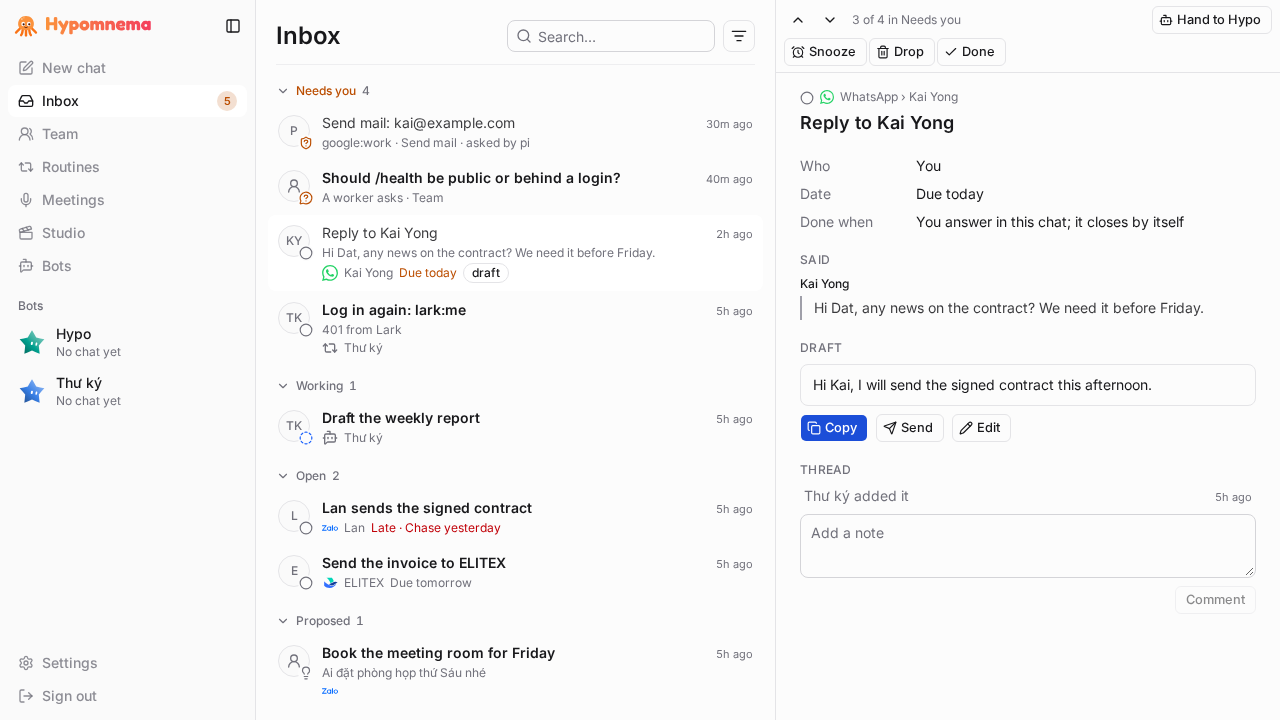 Hypomnema
New chat
Inbox 5
Team
Routines
Meetings
Studio
Bots
Bots
Hypo
No chat yet
Thư ký
No chat yet
Settings
Sign out
Inbox
Search...
Needs you 4
P
Send mail: kai@example.com 30m ago
google:work · Send mail · asked by pi
Should /health be public or behind a login? 40m ago
A worker asks · Team
KY
Reply to Kai Yong 2h ago
Hi Dat, any news on the contract? We need it before Friday.
Kai Yong Due today draft
TK
Log in again: lark:me 5h ago
401 from Lark
Thư ký
Working 1
TK
Draft the weekly report 5h ago
Thư ký
Open 2
L
Lan sends the signed contract 5h ago
Zalo Lan Late · Chase yesterday
E
Send the invoice to ELITEX 5h ago
ELITEX Due tomorrow
Proposed 1
Book the meeting room for Friday 5h ago
Ai đặt phòng họp thứ Sáu nhé
Zalo
3 of 4 in Needs you
Hand to Hypo
Snooze
Drop
Done
WhatsApp › Kai Yong
Reply to Kai Yong
Who You
Date Due today
Done when You answer in this chat; it closes by itself
SAID
Kai Yong
Hi Dat, any news on the contract? We need it before Friday.
DRAFT
Hi Kai, I will send the signed contract this afternoon.
Copy
Send
Edit
THREAD
Thư ký added it 5h ago
Add a note
Comment